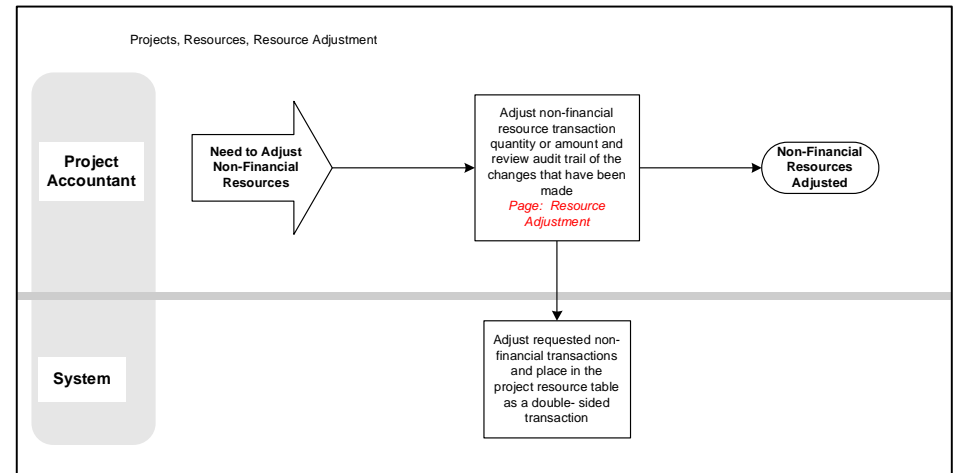 Projects, Resources, Resource Adjustment
Project
Accountant
Need to Adjust
Non-Financial
Resources
Adjust non-financial
resource transaction
quantity or amount and
review audit trail of the
changes that have been
made
Page:  Resource
Adjustment
Non-Financial
Resources
Adjusted
System
Adjust requested non-
financial transactions
and place in the
project resource table
as a double- sided
transaction